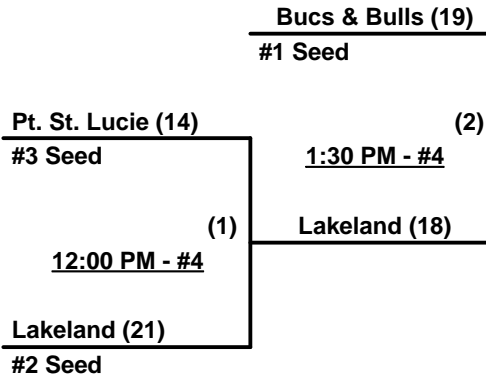 Bucs & Bulls (19)
#1 Seed
Pt. St. Lucie (14)
(2)
#3 Seed
1:30 PM - #4
(1)
Lakeland (18)
12:00 PM - #4
Lakeland (21)
#2 Seed